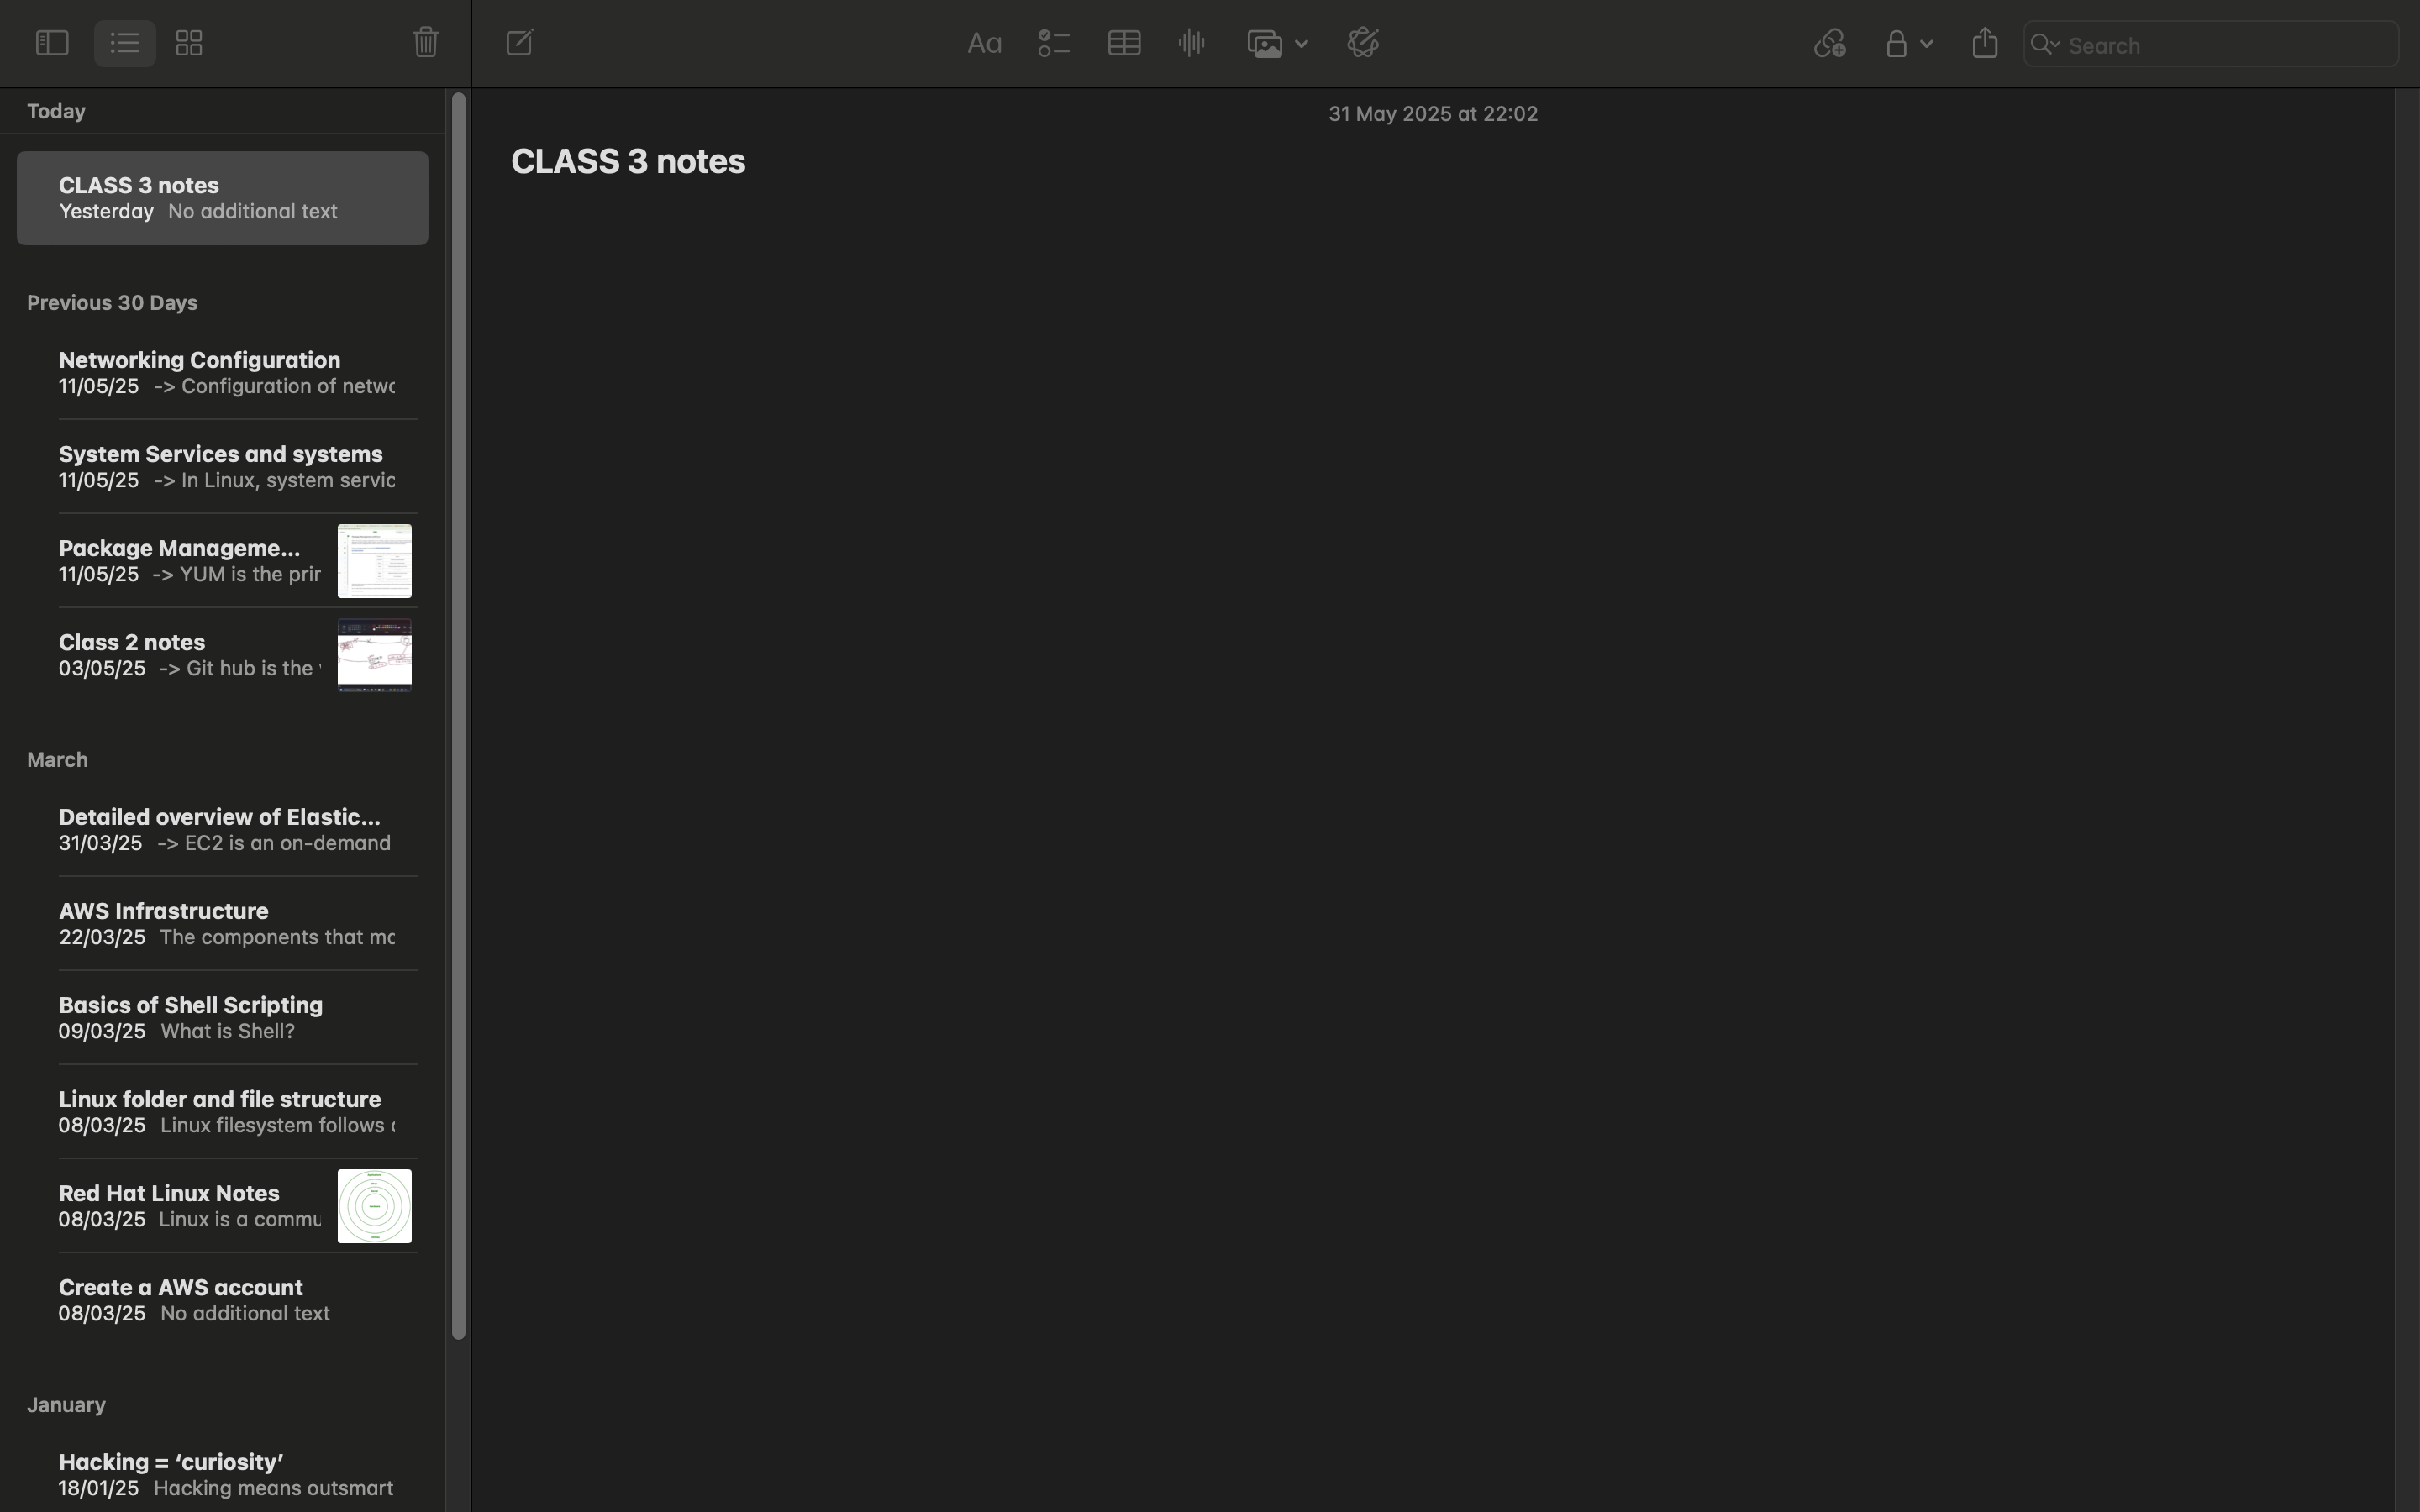 Aa
Search
Today
CLASS 3 notes
Yesterday No additional text
Previous 30 Days
Networking Configuration
11/05/25 -> Configuration of netwo
System Services and systems
11/05/25 -> In Linux, system servic
Package Manageme...
11/05/25 -> YUM is the prir
Class 2 notes
03/05/25 -> Git hub is the
March
Detailed overview of Elastic...
31/03/25 -> EC2 is an on-demand
AWS Infrastructure
22/03/25 The components that ma
Basics of Shell Scripting
09/03/25 What is Shell?
Linux folder and file structure
08/03/25 Linux filesystem follows
Red Hat Linux Notes
08/03/25 Linux is a commu
Create a AWS account
08/03/25 No additional text
January
Hacking = ‘curiosity’
18/01/25 Hacking means outsmart
31 May 2025 at 22:02
CLASS 3 notes